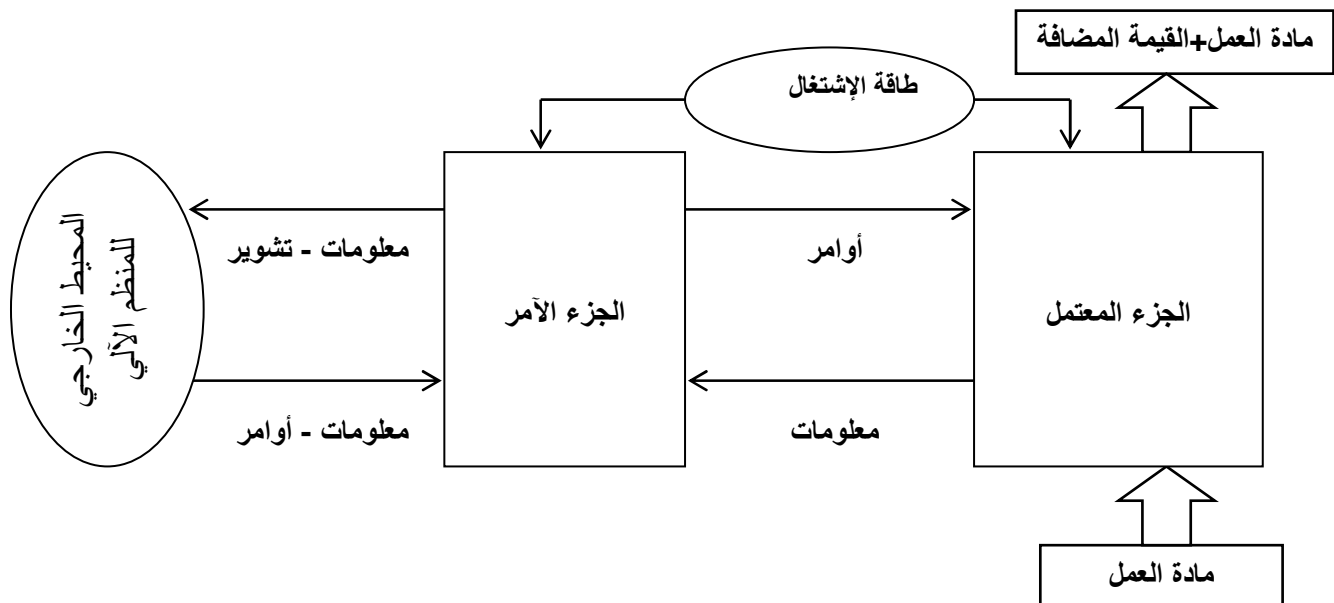 مادة العمل+القيمة المضافة
طاقة الإشتغال
المحيط الخارجي
للمنظم الآلي
معلومات - تشوير
أوامر
الجزء الآمر
الجزء المعتمل
معلومات - أوامر
معلومات
مادة العمل